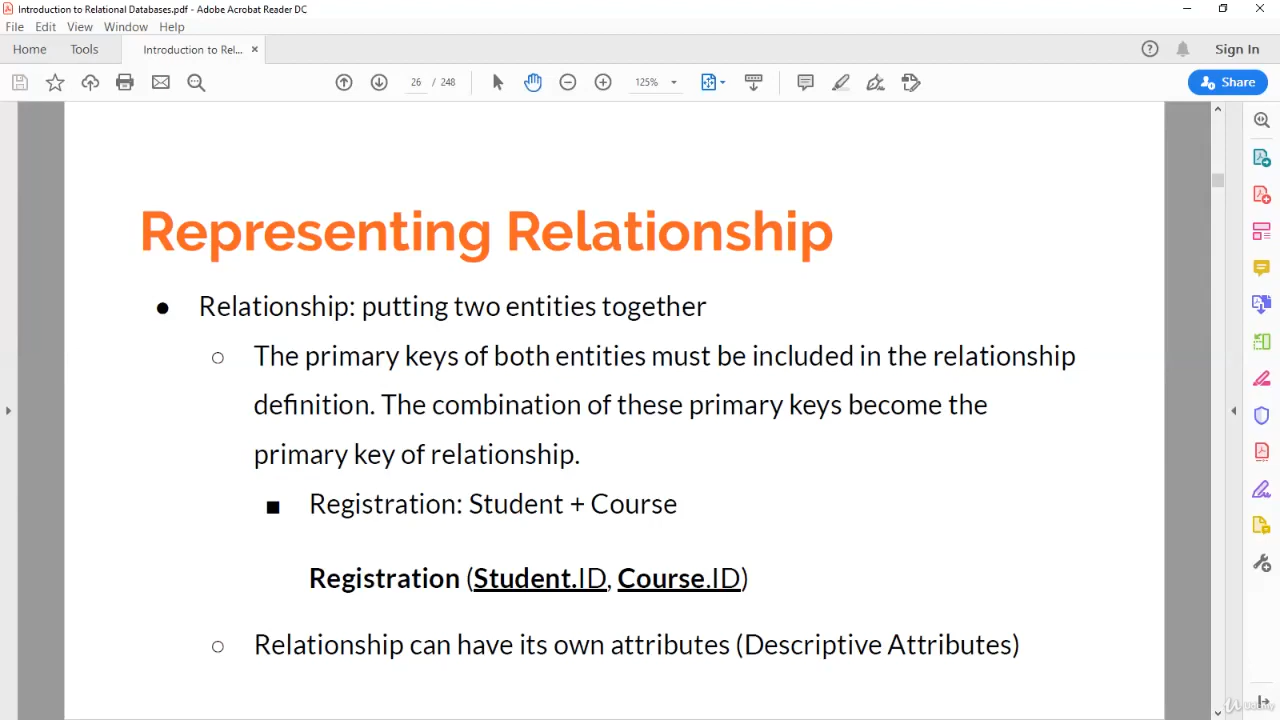 Introduction to Relational Databases.pdf - Adobe Acrobat Reader DC
File Edit View Window Help
Home Tools Introduction to Rel... × Sign In
26 / 248 125% Share
Representing Relationship
● Relationship: putting two entities together
○ The primary keys of both entities must be included in the relationship
definition. The combination of these primary keys become the
primary key of relationship.
■ Registration: Student + Course
Registration (Student.ID, Course.ID)
○ Relationship can have its own attributes (Descriptive Attributes)
Udemy